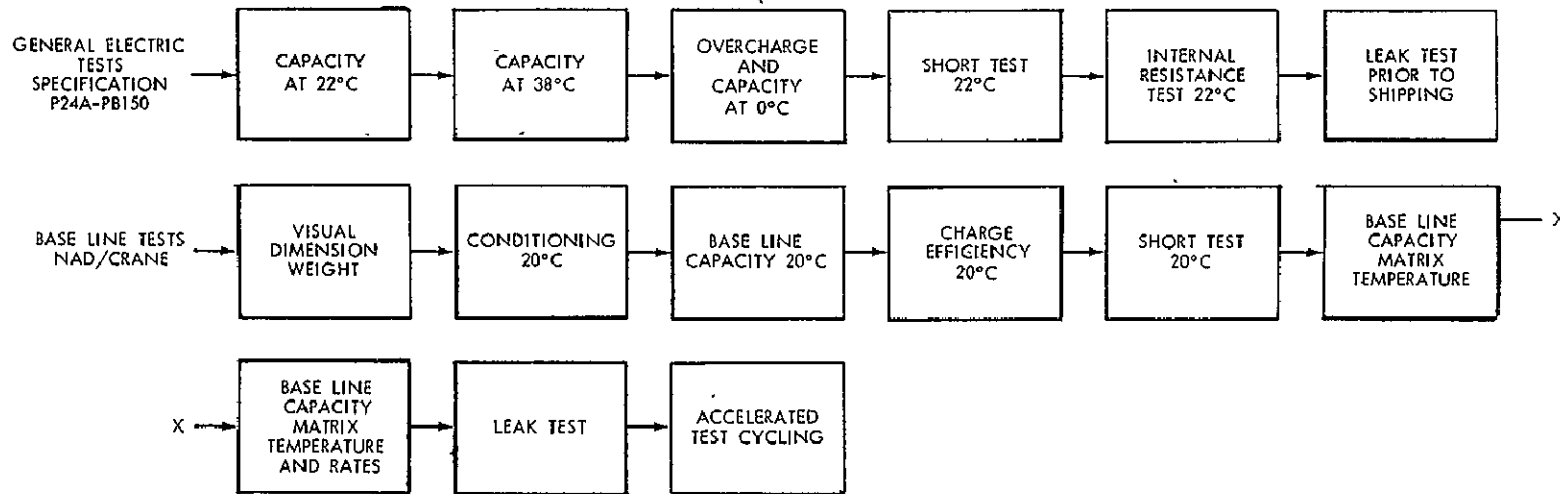 GENERAL ELECTRIC
TESTS
SPECIFICATION
P24A-PB150
CAPACITY
AT 22°C
CAPACITY
AT 38°C
OVERCHARGE
AND
CAPACITY
AT 0°C
SHORT TEST
22°C
INTERNAL
RESISTANCE
TEST 22°C
LEAK TEST
PRIOR TO
SHIPPING
BASE LINE TESTS
NAD/CRANE
VISUAL
DIMENSION
WEIGHT
CONDITIONING
20°C
BASE LINE
CAPACITY 20°C
CHARGE
EFFICIENCY
20°C
SHORT TEST
20°C
BASE LINE
CAPACITY
MATRIX
TEMPERATURE
X
X
BASE LINE
CAPACITY
MATRIX
TEMPERATURE
AND RATES
LEAK TEST
ACCELERATED
TEST CYCLING